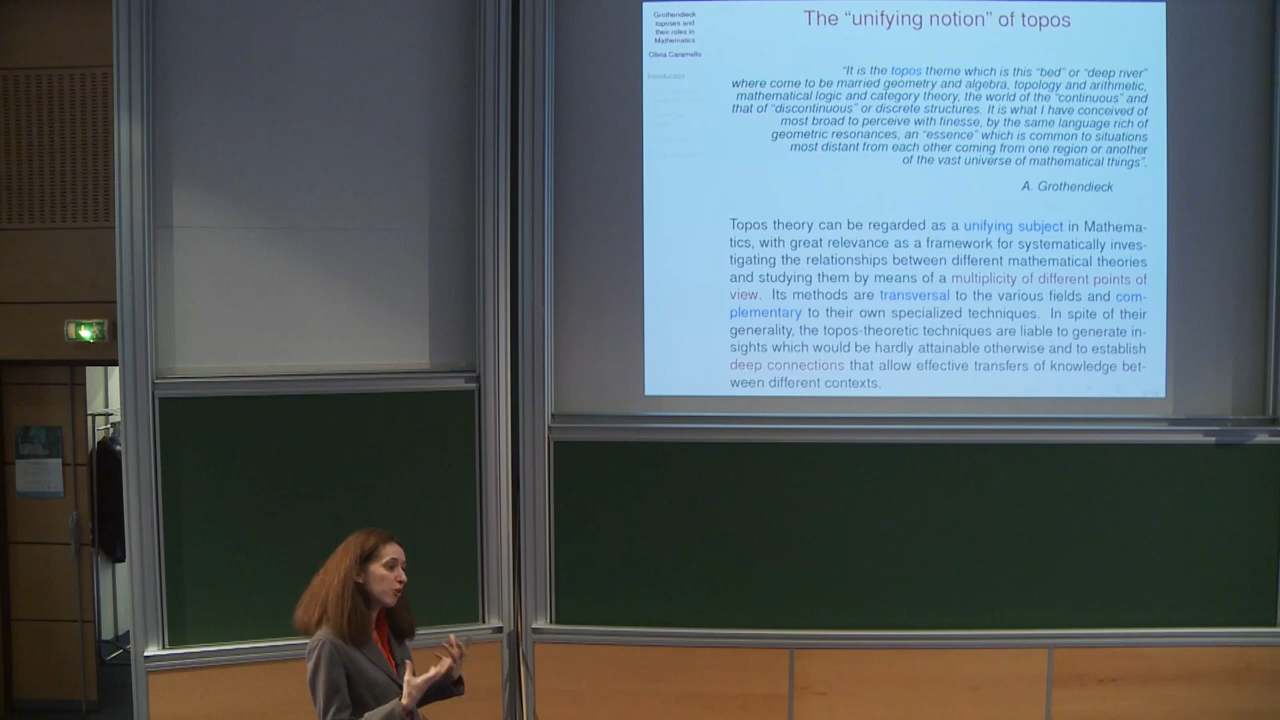 Grothendieck
toposes and
their roles in
Mathematics
Olivia Caramello
Introduction
The “unifying notion” of topos
“It is the topos theme which is this “bed” or “deep river”
where come to be married geometry and algebra, topology and arithmetic,
mathematical logic and category theory, the world of the “continuous” and
that of “discontinuous” or discrete structures. It is what I have conceived of
most broad to perceive with finesse, by the same language rich of
geometric resonances, an “essence” which is common to situations
most distant from each other coming from one region or another
of the vast universe of mathematical things”.
A. Grothendieck
Topos theory can be regarded as a unifying subject in Mathema-
tics, with great relevance as a framework for systematically inves-
tigating the relationships between different mathematical theories
and studying them by means of a multiplicity of different points of
view. Its methods are transversal to the various fields and com-
plementary to their own specialized techniques. In spite of their
generality, the topos-theoretic techniques are liable to generate in-
sights which would be hardly attainable otherwise and to establish
deep connections that allow effective transfers of knowledge bet-
ween different contexts.